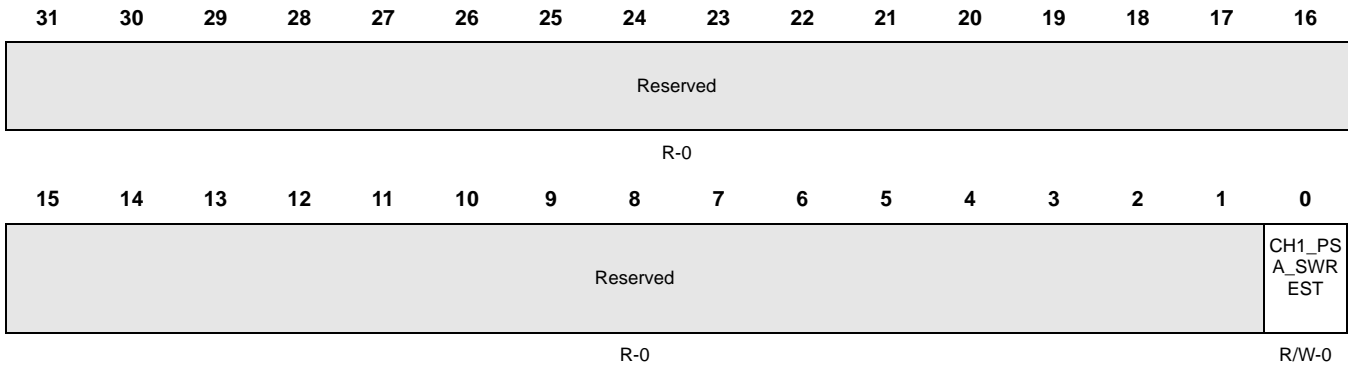 31 30 29 28 27 26 25 24 23 22 21 20 19 18 17 16
Reserved
R-0
15 14 13 12 11 10 9 8 7 6 5 4 3 2 1 0
Reserved
CH1_PS
A_SWR
EST
R-0 R/W-0